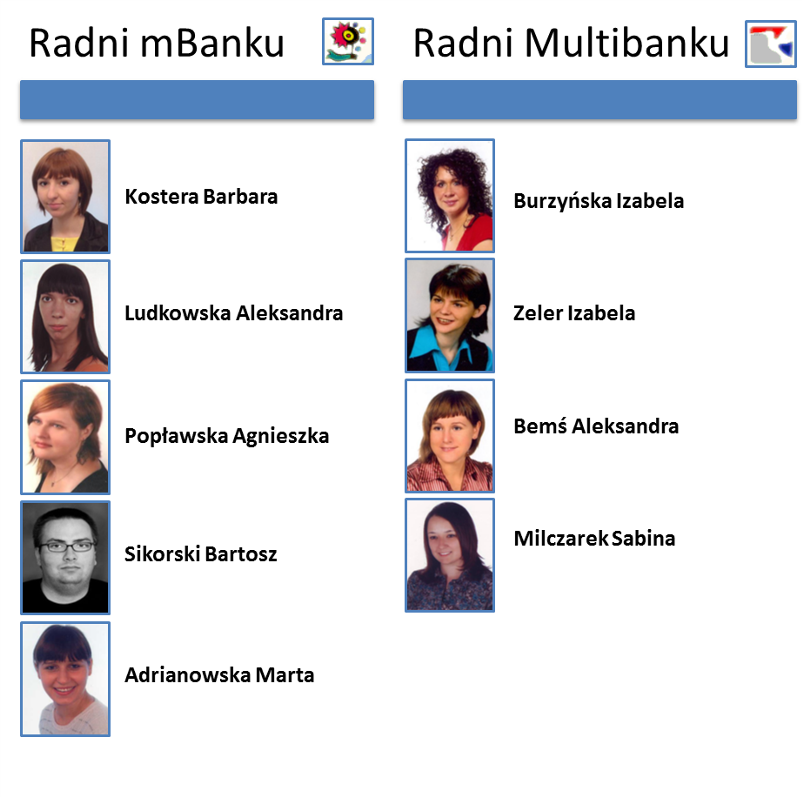 Radni mBanku
Kostera Barbara
Ludkowska Aleksandra
Popławska Agnieszka
Sikorski Bartosz
Adrianowska Marta
Radni Multibanku
Burzyńska Izabela
Zeler Izabela
Bemś Aleksandra
Milczarek Sabina